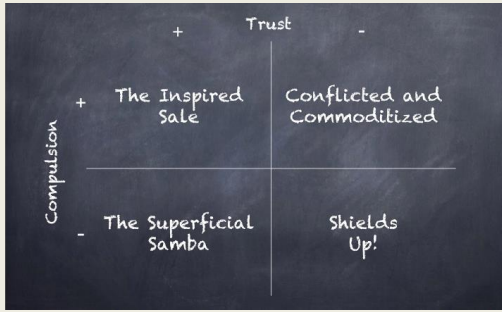 Trust
+ -
Compulsion
+
The Inspired
Sale
Conflicted and
Commoditized
-
The Superficial
Samba
Shields
Up!